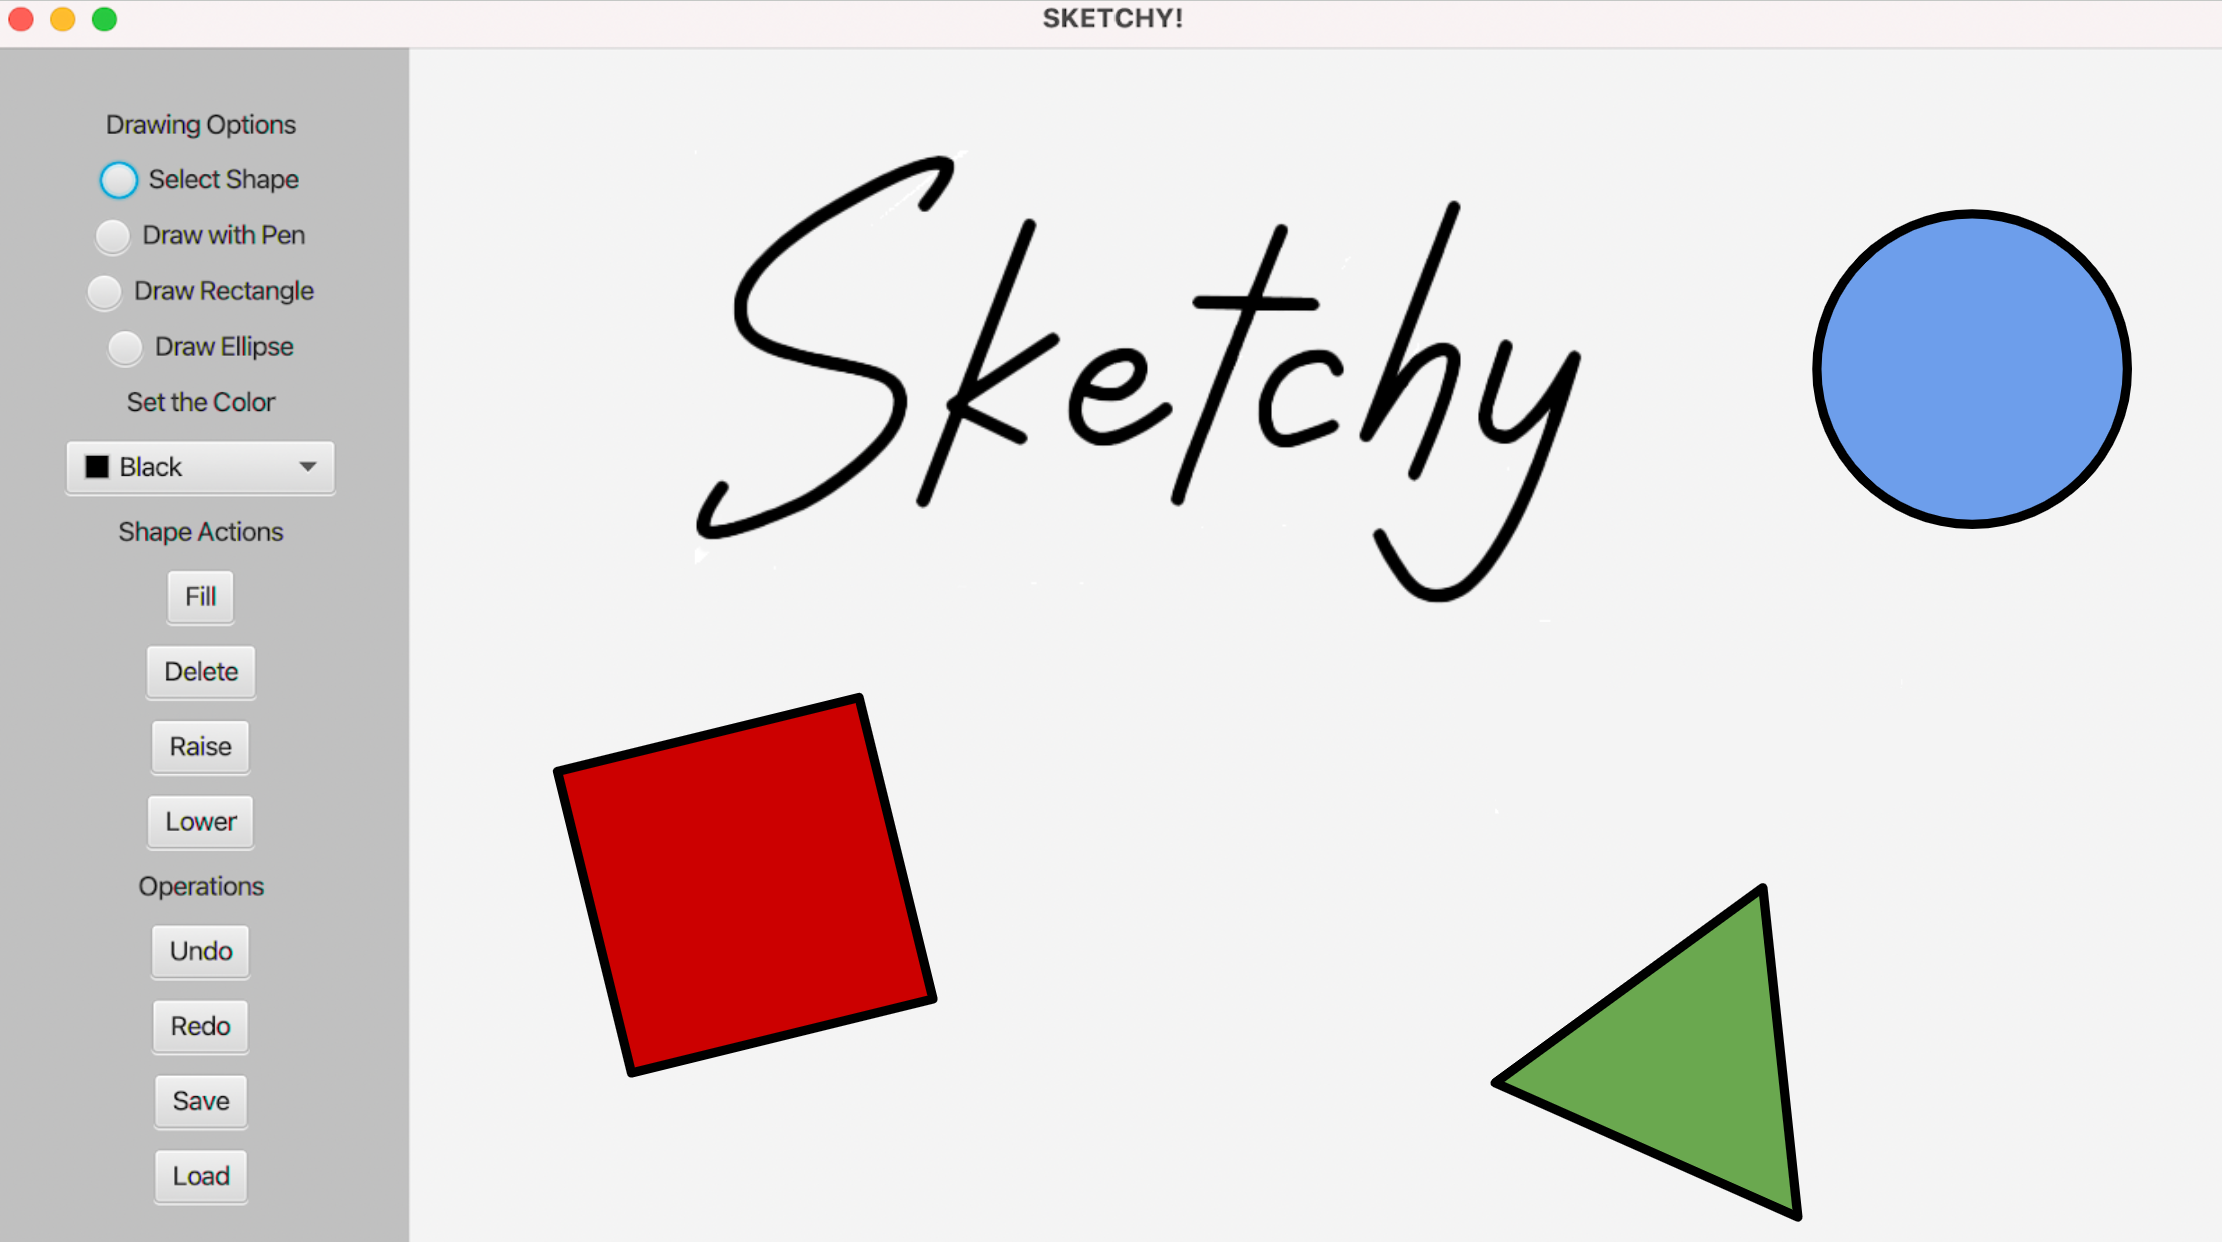 SKETCHY!
Drawing Options
Select Shape
Draw with Pen
Draw Rectangle
Draw Ellipse
Set the Color
Black
Shape Actions
Fill
Delete
Raise
Lower
Operations
Undo
Redo
Save
Load
Sketchy